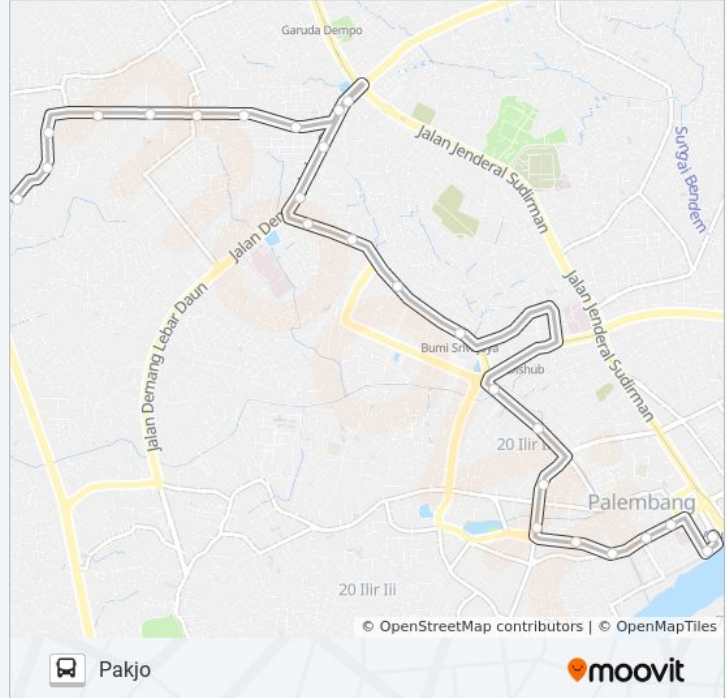 Garuda Dempo
Jalan Jenderal Sudirman
Sungai Bendem
Jalan Dem
Jalan Jenderal Sudirman
Jalan Demang Lebar Daun
Bumi Sriwijaya
ishub
20 Ilir I
Palembang
20 Ilir Iii
© OpenStreetMap contributors | © OpenMapTiles
Pakjo
moovit